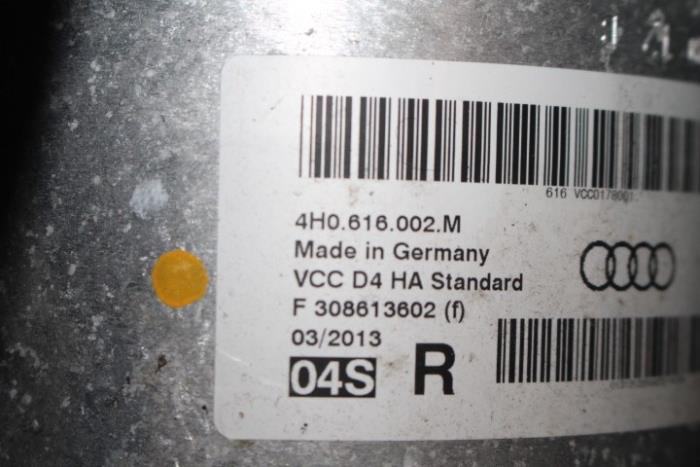 616 VCC0178001
4H0.616.002.M
Made in Germany
VCC D4 HA Standard
F 308613602 (f)
03/2013
04S R